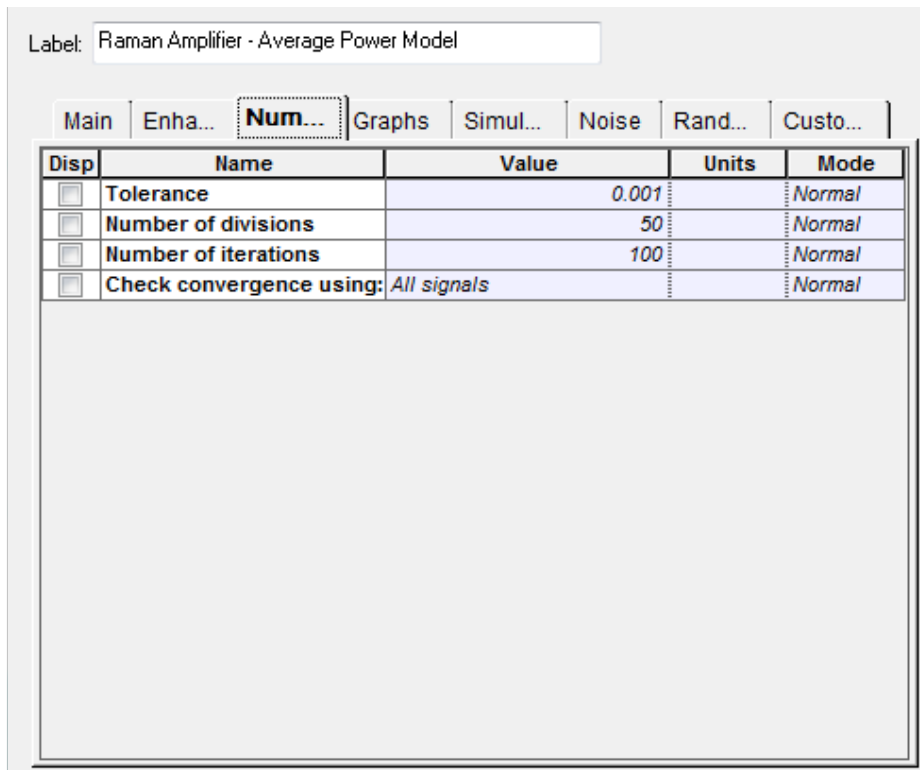 Label: Raman Amplifier - Average Power Model
Main Enha... Num... Graphs Simul... Noise Rand... Custo...
Disp Name Value Units Mode
Tolerance 0.001 Normal
Number of divisions 50 Normal
Number of iterations 100 Normal
Check convergence using: All signals Normal